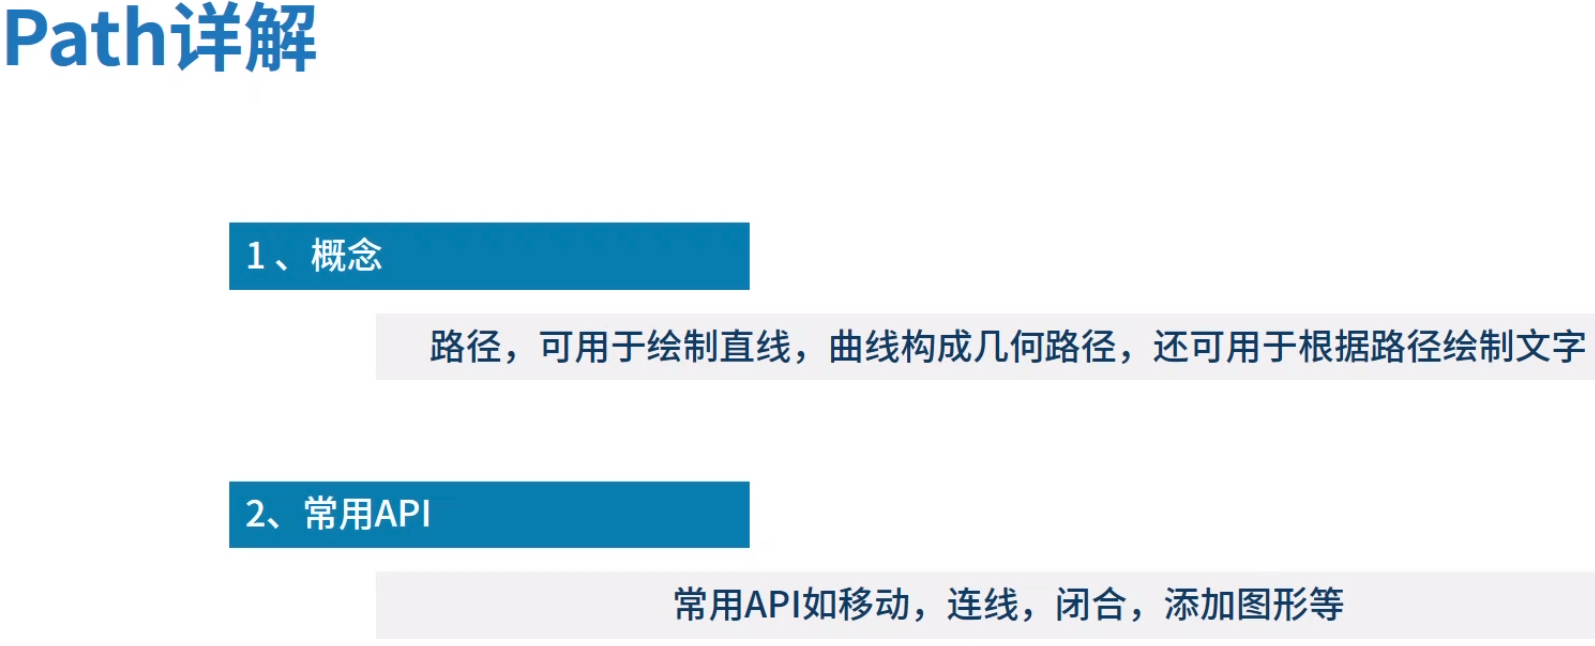 Path详解
1、概念
路径，可用于绘制直线，曲线构成几何路径，还可用于根据路径绘制文字
2、常用API
常用API如移动，连线，闭合，添加图形等